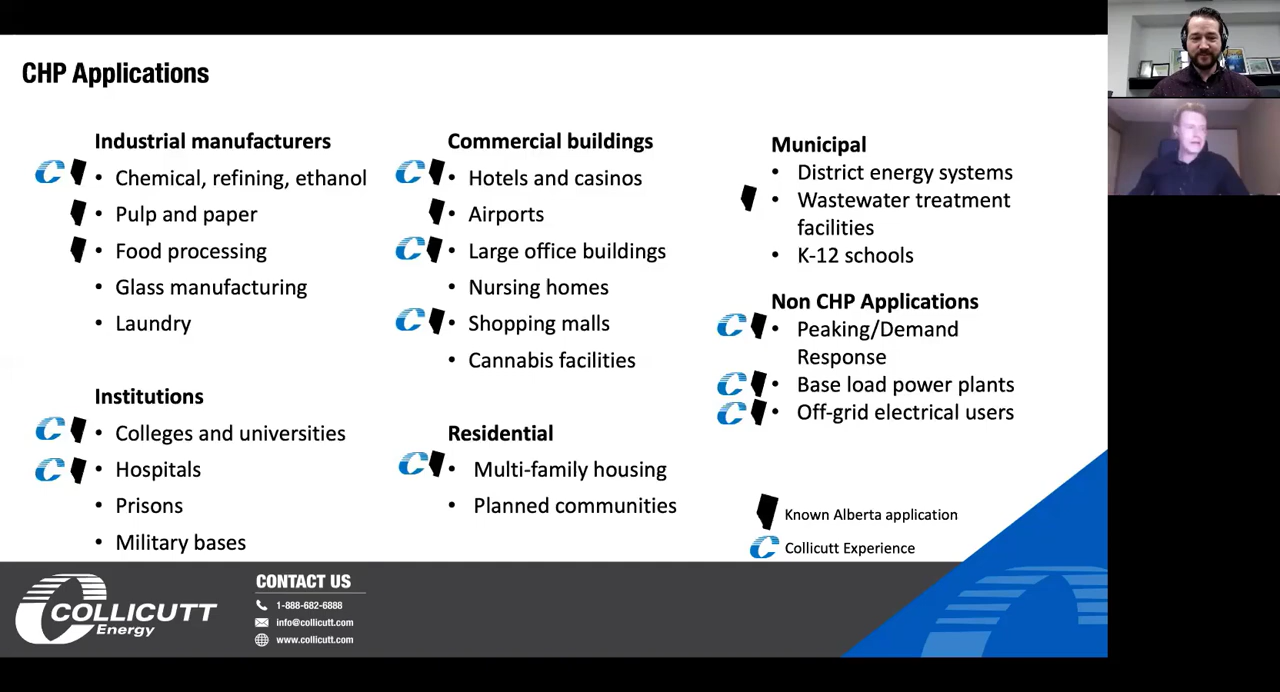 CHP Applications
Industrial manufacturers
• Chemical, refining, ethanol
• Pulp and paper
• Food processing
• Glass manufacturing
• Laundry
Institutions
• Colleges and universities
• Hospitals
• Prisons
• Military bases
Commercial buildings
• Hotels and casinos
• Airports
• Large office buildings
• Nursing homes
• Shopping malls
• Cannabis facilities
Residential
• Multi-family housing
• Planned communities
Municipal
• District energy systems
• Wastewater treatment
facilities
• K-12 schools
Non CHP Applications
• Peaking/Demand
Response
• Base load power plants
• Off-grid electrical users
Known Alberta application
Collicutt Experience
COLLICUTT
Energy
CONTACT US
1-888-682-6888
info@collicutt.com
www.collicutt.com